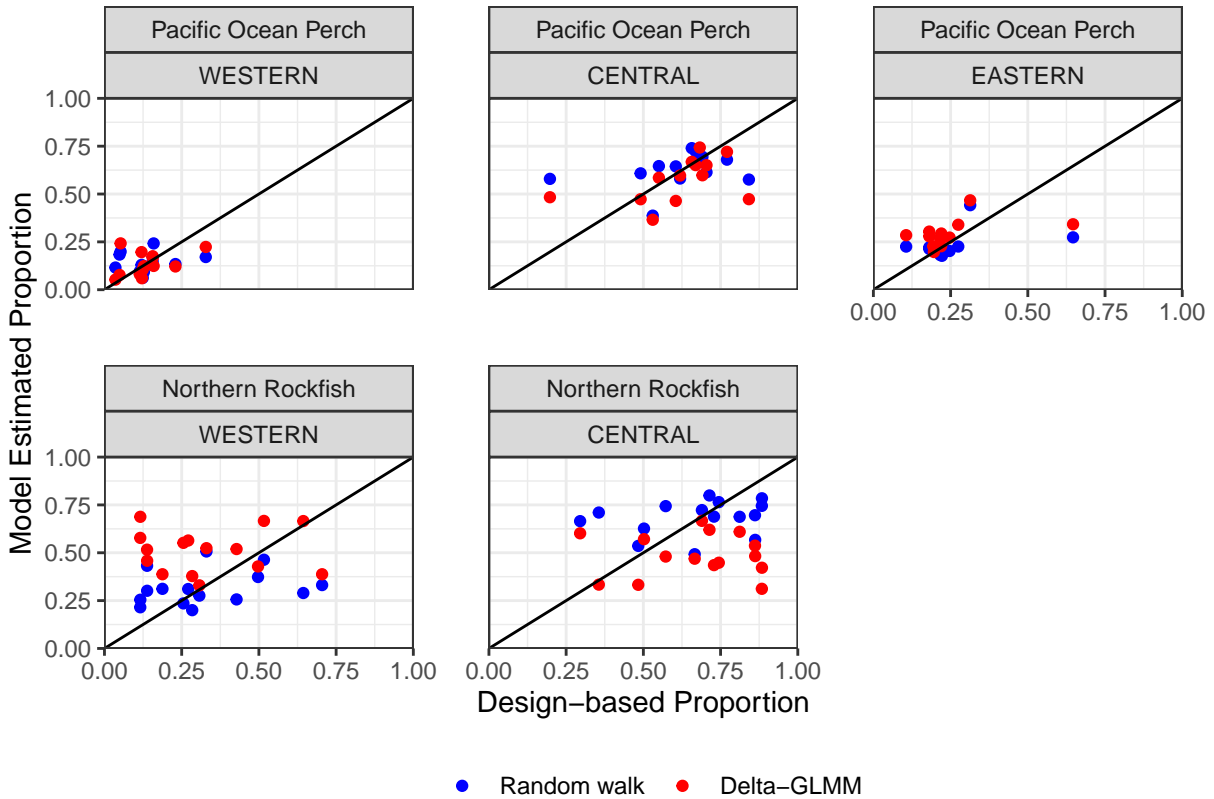 Pacific Ocean Perch Pacific Ocean Perch Pacific Ocean Perch
WESTERN CENTRAL EASTERN
1.00
0.75
0.50
0.25
0.00
0.00 0.25 0.50 0.75 1.00
Model Estimated Proportion
Northern Rockfish Northern Rockfish
WESTERN CENTRAL
1.00
0.75
0.50
0.25
0.00
0.00 0.25 0.50 0.75 1.00 0.00 0.25 0.50 0.75 1.00
Design−based Proportion
Random walk Delta−GLMM